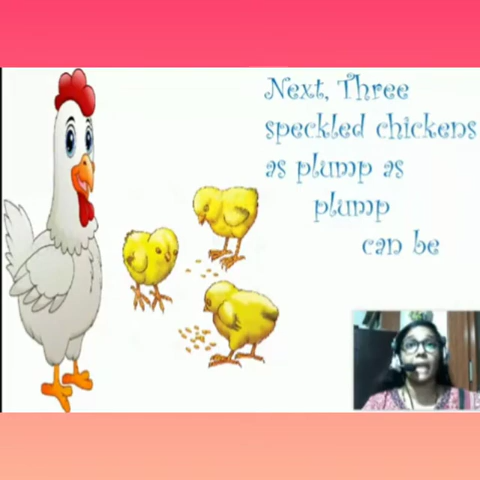 Next, Three
speckled chickens
as plump as
plump
can be